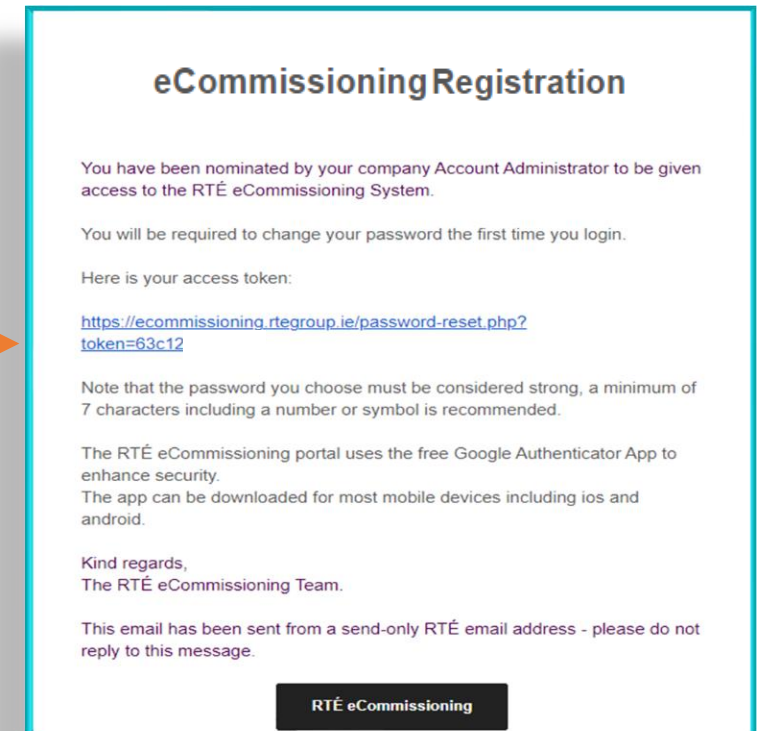 eCommissioning Registration
You have been nominated by your company Account Administrator to be given
access to the RTÉ eCommissioning System.
You will be required to change your password the first time you login.
Here is your access token:
https://ecommissioning.rtegroup.ie/password-reset.php?
token=63c12
Note that the password you choose must be considered strong, a minimum of
7 characters including a number or symbol is recommended.
The RTÉ eCommissioning portal uses the free Google Authenticator App to
enhance security.
The app can be downloaded for most mobile devices including ios and
android.
Kind regards,
The RTÉ eCommissioning Team.
This email has been sent from a send-only RTÉ email address - please do not
reply to this message.
RTÉ eCommissioning